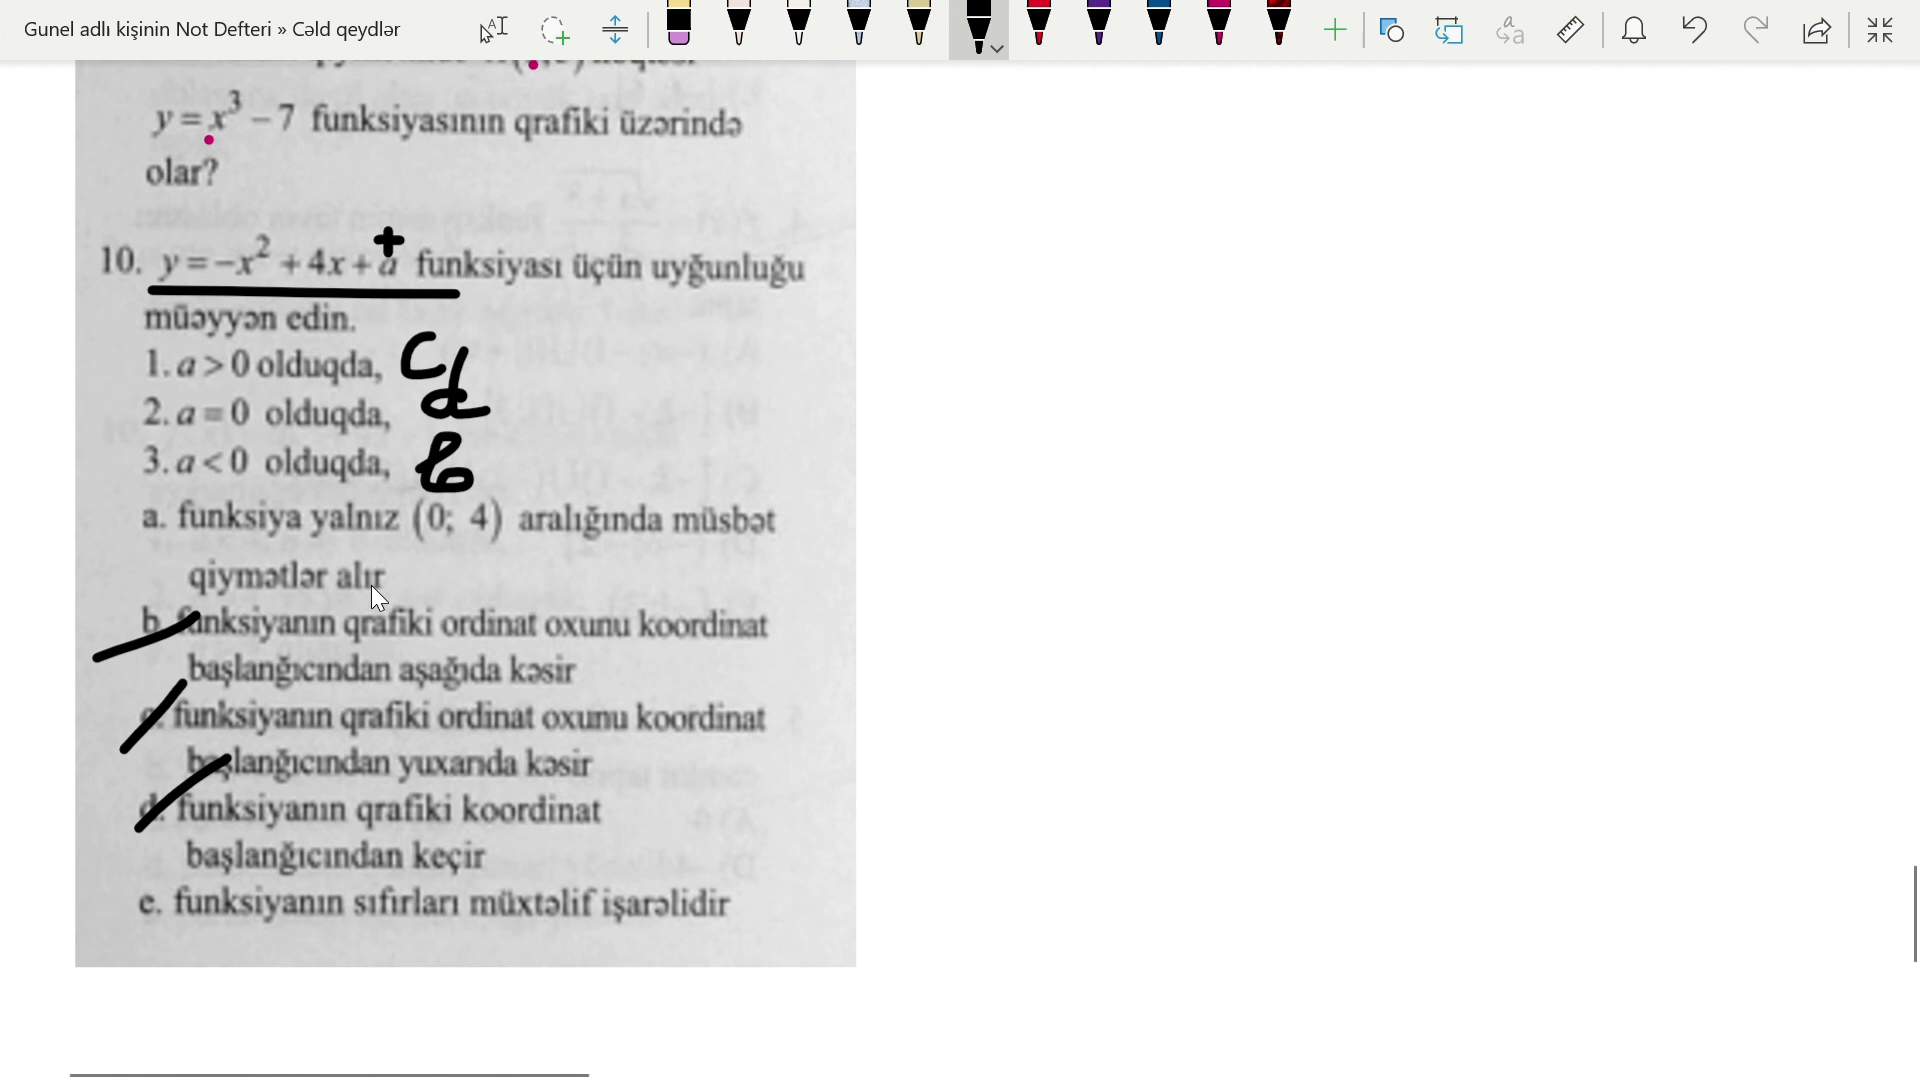 Gunel adlı kişinin Not Defteri » Cəld qeydlər
y = x³ – 7 funksiyasının qrafiki üzərində
olar?
+
10. y = –x² + 4x + a funksiyası üçün uyğunluğu
müəyyən edin.
1. a > 0 olduqda, C
2. a = 0 olduqda, d
3. a < 0 olduqda, b
a. funksiya yalnız (0; 4) aralığında müsbət
qiymətlər alır
b. funksiyanın qrafiki ordinat oxunu koordinat
başlanğıcından aşağıda kəsir
c. funksiyanın qrafiki ordinat oxunu koordinat
başlanğıcından yuxarıda kəsir
d. funksiyanın qrafiki koordinat
başlanğıcından keçir
e. funksiyanın sıfırları müxtəlif işarəlidir